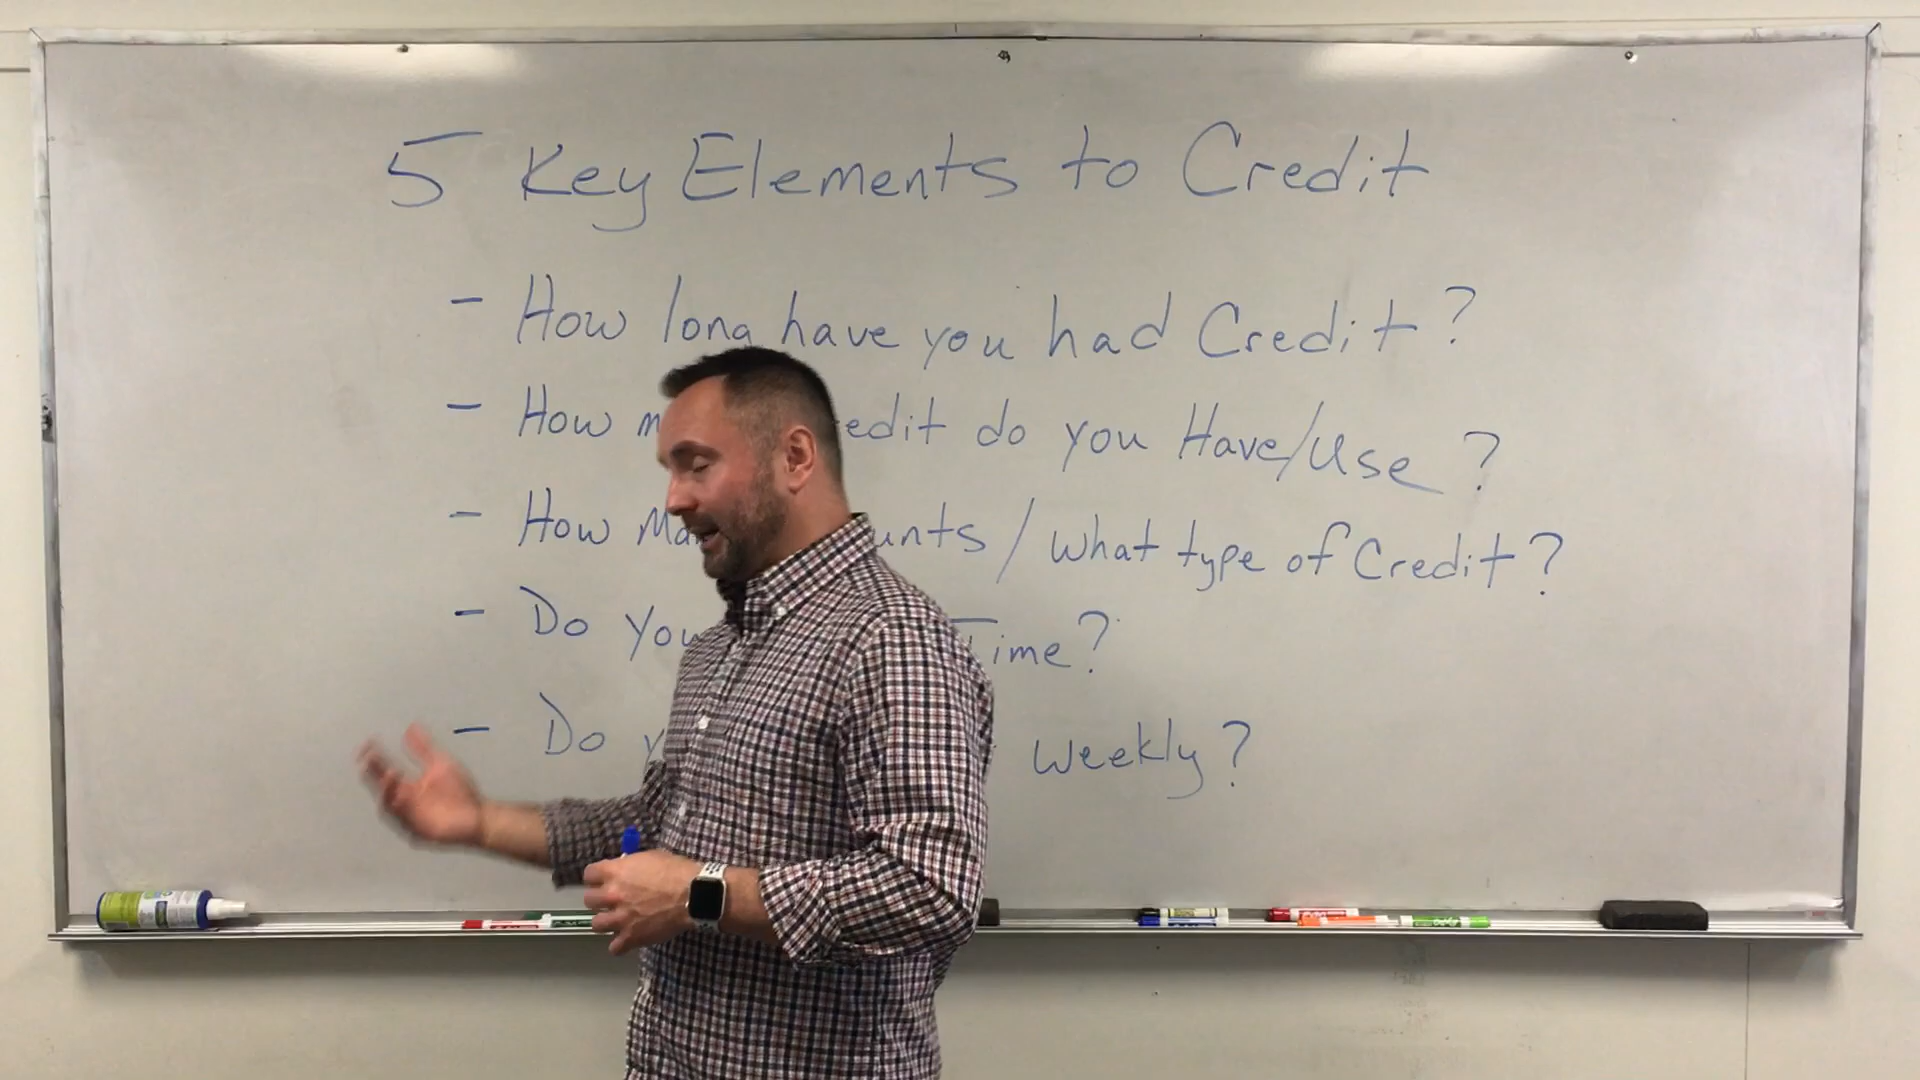 5 Key Elements to Credit
- How long have you had Credit?
- How edit do you Have/Use?
- How unts / What type of Credit?
- Do You Time?
- Do Weekly?